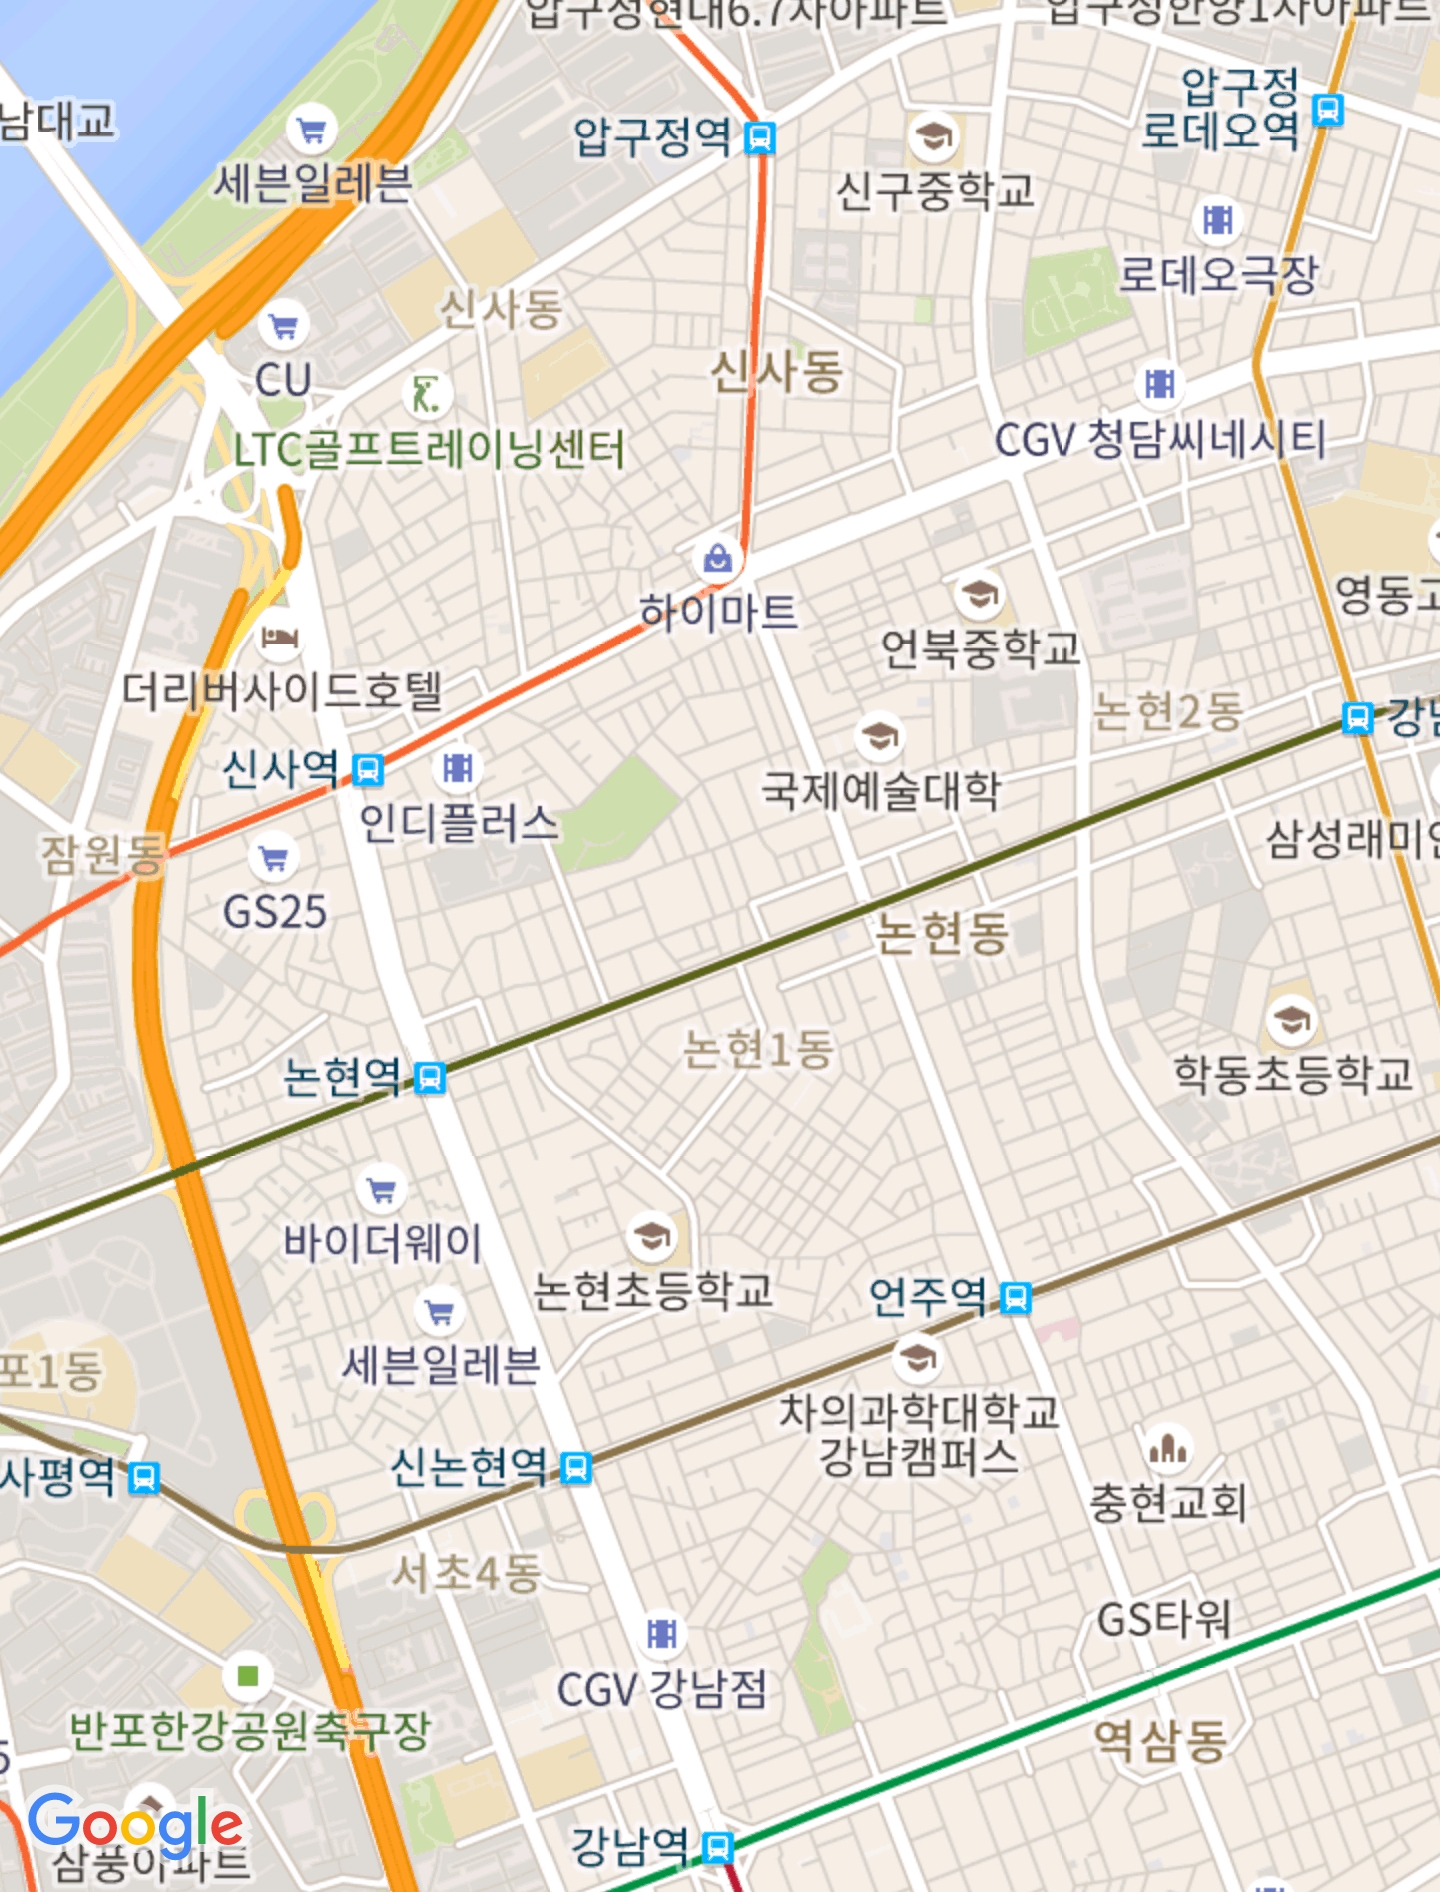 압구정현대6.7차아파트
압구정한양1차아파트
남대교
세븐일레븐
압구정역
신구중학교
압구정
로데오역
로데오극장
신사동
CU
신사동
LTC골프트레이닝센터
CGV 청담씨네시티
하이마트
언북중학교
영동고
더리버사이드호텔
논현2동
강남
신사역
인디플러스
국제예술대학
잠원동
삼성래미안
GS25
논현동
논현1동
논현역
학동초등학교
바이더웨이
논현초등학교
언주역
세븐일레븐
포1동
차의과학대학교
강남캠퍼스
사평역
신논현역
충현교회
서초4동
GS타워
CGV 강남점
반포한강공원축구장
역삼동
5
Google
삼풍아파트
강남역